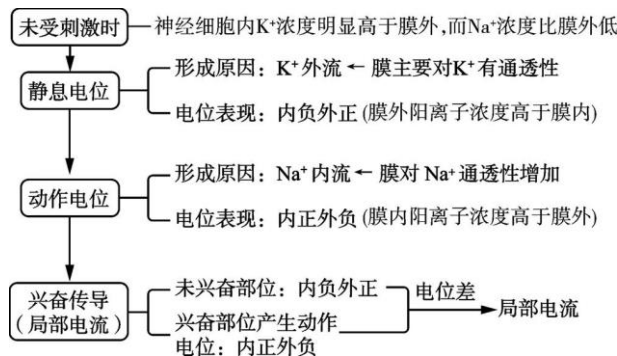 未受刺激时
神经细胞内K⁺浓度明显高于膜外,而Na⁺浓度比膜外低
静息电位
形成原因：K⁺外流 ← 膜主要对K⁺有通透性
电位表现：内负外正(膜外阳离子浓度高于膜内)
动作电位
形成原因：Na⁺内流 ← 膜对 Na⁺通透性增加
电位表现：内正外负(膜内阳离子浓度高于膜外)
兴奋传导
(局部电流)
未兴奋部位：内负外正
兴奋部位产生动作
电位：内正外负
电位差
局部电流